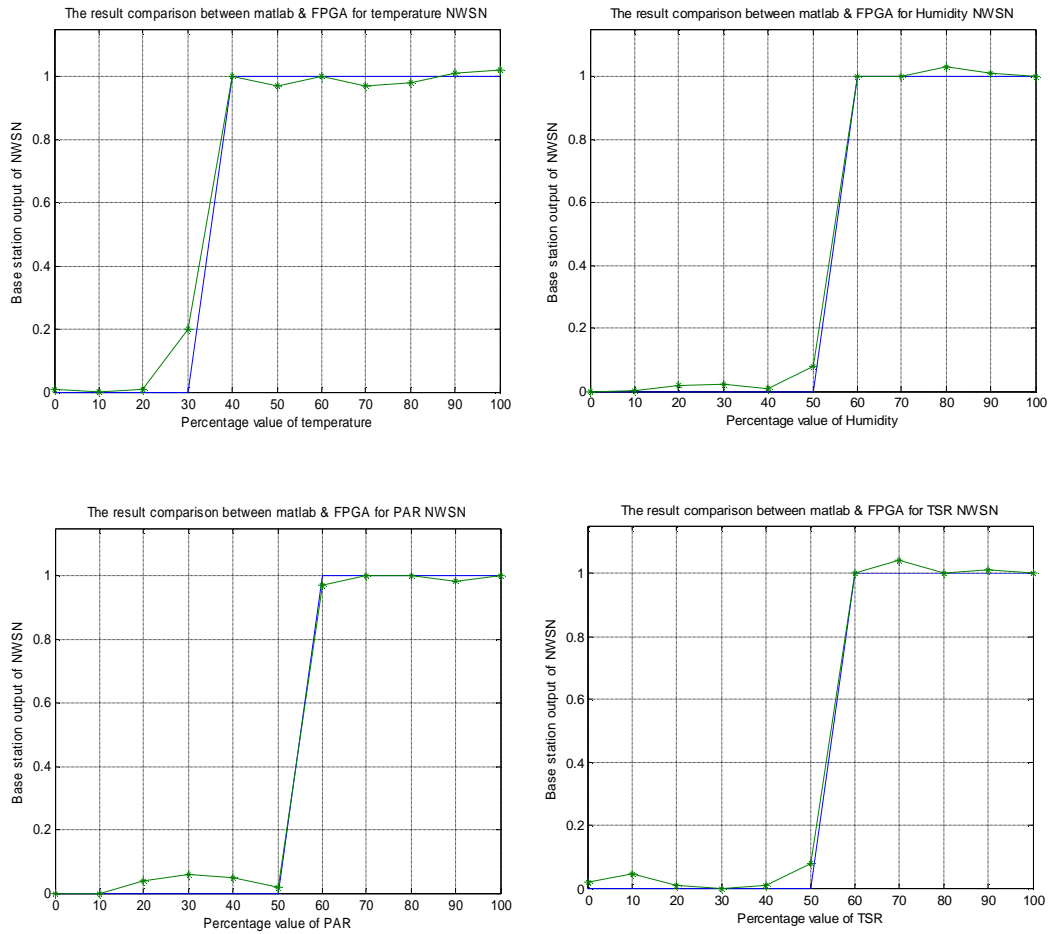 The result comparison between matlab & FPGA for temperature NWSN
1
0.8
0.6
0.4
0.2
0
Base station output of NWSN
0 10 20 30 40 50 60 70 80 90 100
Percentage value of temperature
The result comparison between matlab & FPGA for Humidity NWSN
1
0.8
0.6
0.4
0.2
0
Base station output of NWSN
0 10 20 30 40 50 60 70 80 90 100
Percentage value of Humidity
The result comparison between matlab & FPGA for PAR NWSN
1
0.8
0.6
0.4
0.2
0
Base station output of NWSN
0 10 20 30 40 50 60 70 80 90 100
Percentage value of PAR
The result comparison between matlab & FPGA for TSR NWSN
1
0.8
0.6
0.4
0.2
0
Base station output of NWSN
0 10 20 30 40 50 60 70 80 90 100
Percentage value of TSR